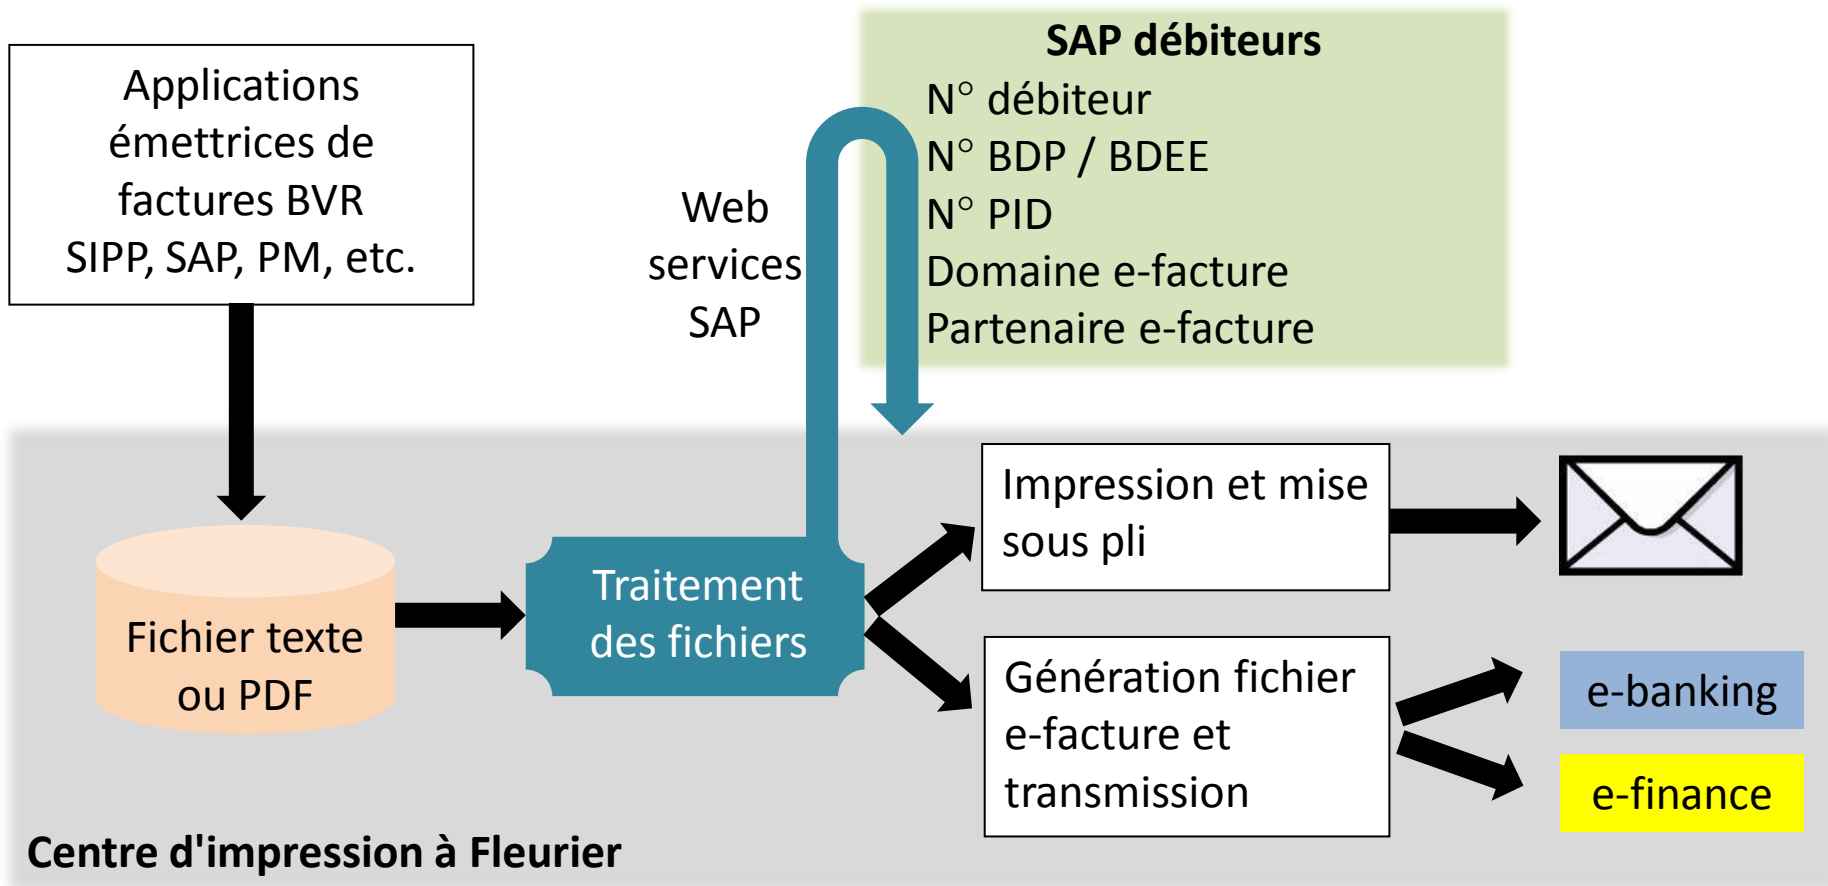 Applications
émettrices de
factures BVR
SIPP, SAP, PM, etc.
SAP débiteurs
N° débiteur
N° BDP / BDEE
N° PID
Domaine e-facture
Partenaire e-facture
Web
services
SAP
Fichier texte
ou PDF
Traitement
des fichiers
Impression et mise
sous pli
Génération fichier
e-facture et
transmission
e-banking
e-finance
Centre d'impression à Fleurier